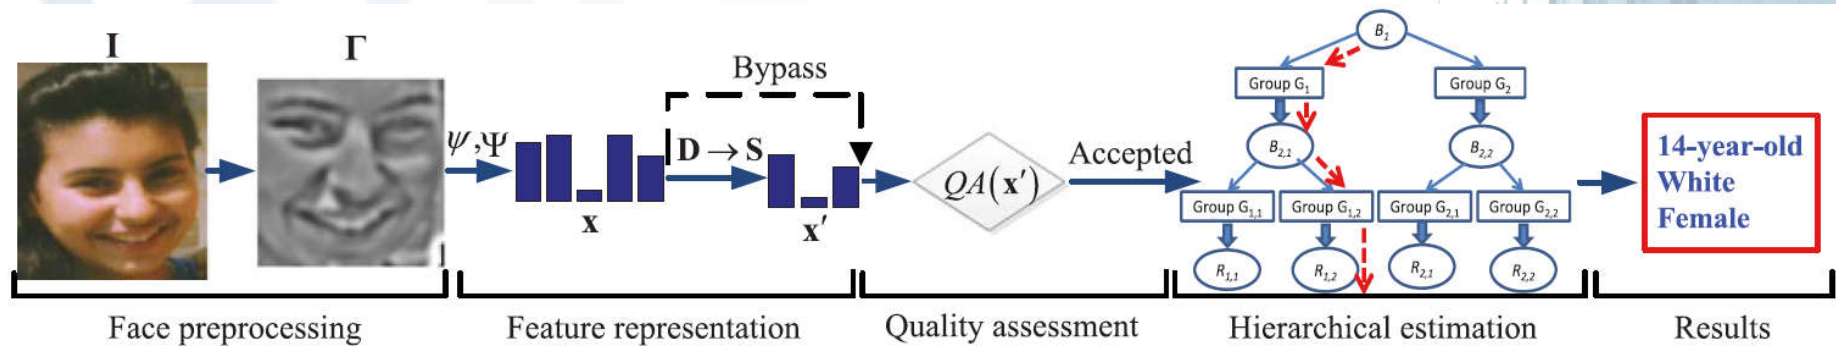 I
Γ
ψ,Ψ
x
Bypass
D → S
x′
QA(x′)
Accepted
B1
Group G1
Group G2
B2,1
B2,2
Group G1,1
Group G1,2
Group G2,1
Group G2,2
R1,1
R1,2
R2,1
R2,2
14-year-old
White
Female
Face preprocessing
Feature representation
Quality assessment
Hierarchical estimation
Results